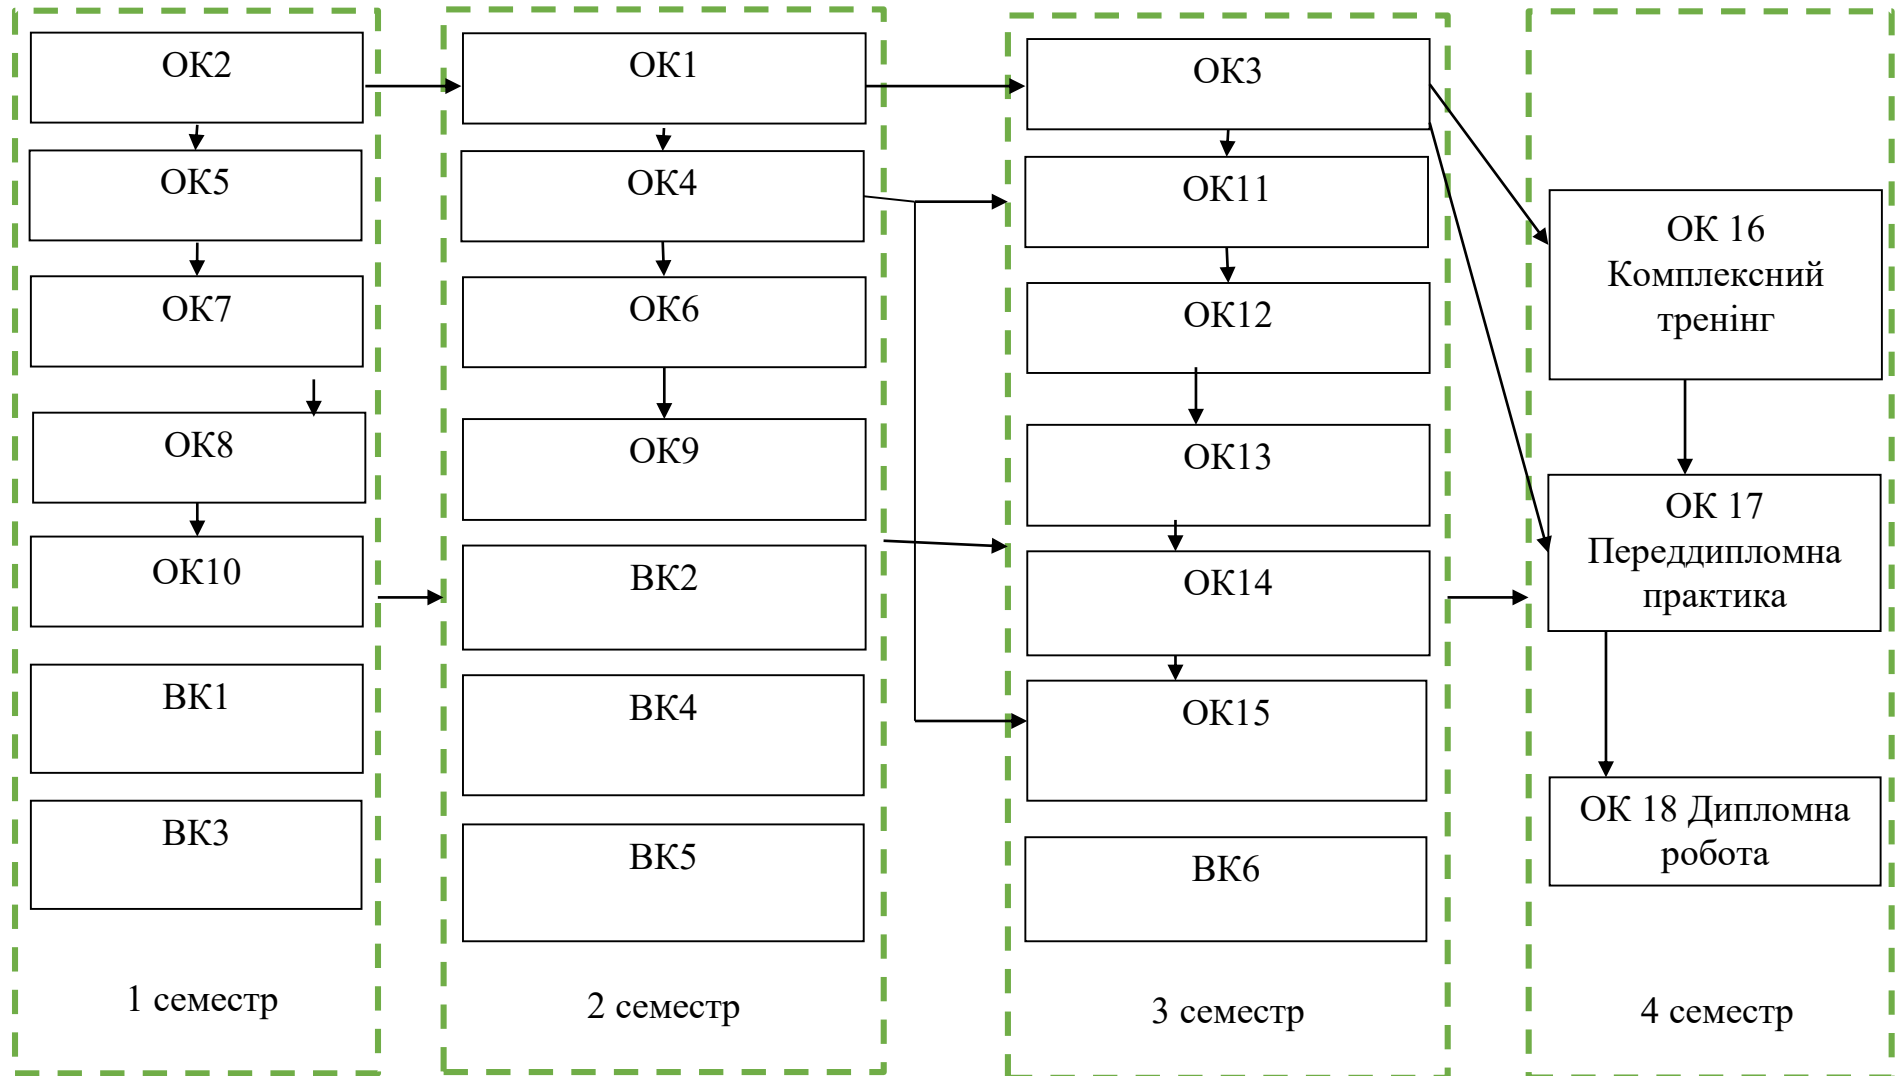 ОК2
ОК5
ОК7
ОК8
ОК10
ВК1
ВК3
1 семестр
ОК1
ОК4
ОК6
ОК9
ВК2
ВК4
ВК5
2 семестр
ОК3
ОК11
ОК12
ОК13
ОК14
ОК15
ВК6
3 семестр
ОК 16
Комплексний
тренінг
ОК 17
Переддипломна
практика
ОК 18 Дипломна
робота
4 семестр